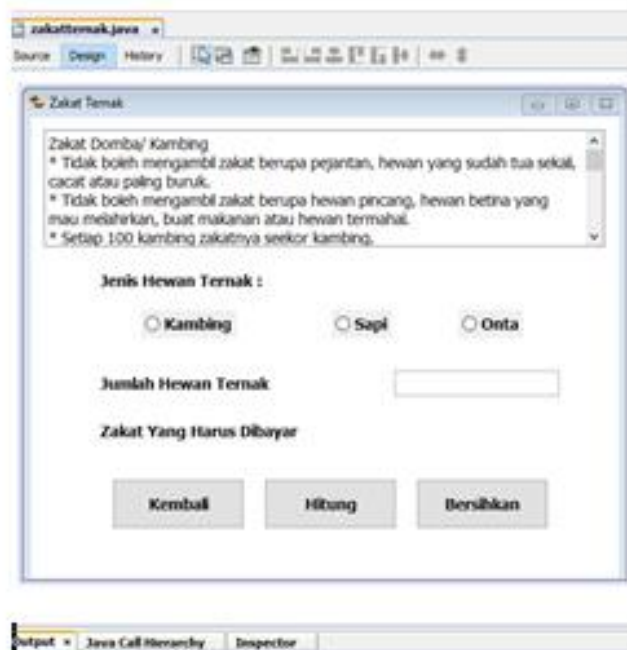 zakatternak.java
Source Design History
Zakat Ternak
Zakat Domba/ Kambing
* Tidak boleh mengambil zakat berupa pejantan, hewan yang sudah tua sekali,
cacat atau paling buruk.
* Tidak boleh mengambil zakat berupa hewan pincang, hewan betina yang
mau melahirkan, buat makanan atau hewan termahal.
* Setiap 100 kambing zakatnya seekor kambing.
Jenis Hewan Ternak :
Kambing Sapi Onta
Jumlah Hewan Ternak
Zakat Yang Harus Dibayar
Kembali Hitung Bersihkan
Output Java Call Hierarchy Inspector